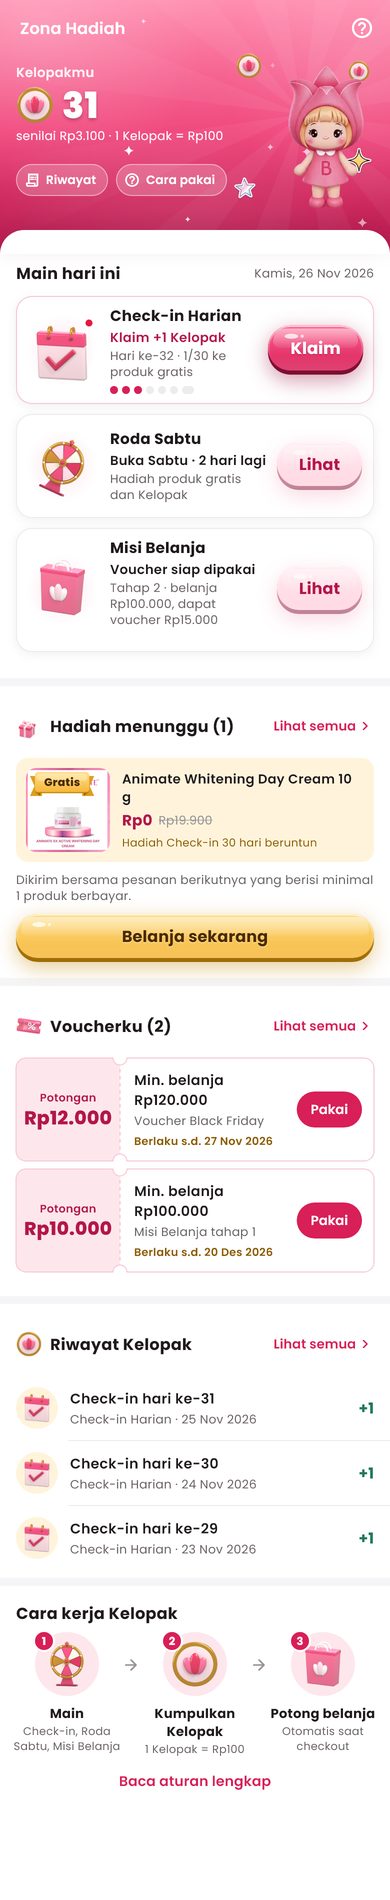 Zona Hadiah
Kelopakmu
31
senilai Rp3.100 · 1 Kelopak = Rp100
Riwayat
Cara pakai
B
Main hari ini
Kamis, 26 Nov 2026
Check-in Harian
Klaim +1 Kelopak
Hari ke-32 · 1/30 ke
produk gratis
Klaim
Roda Sabtu
Buka Sabtu · 2 hari lagi
Hadiah produk gratis
dan Kelopak
Lihat
Misi Belanja
Voucher siap dipakai
Tahap 2 · belanja
Rp100.000, dapat
voucher Rp15.000
Lihat
Hadiah menunggu (1)
Lihat semua
Gratis
ANIMATE EX ACTIVE WHITENING DAY
CREAM
Animate Whitening Day Cream 10
g
Rp0 Rp19.900
Hadiah Check-in 30 hari beruntun
Dikirim bersama pesanan berikutnya yang berisi minimal
1 produk berbayar.
Belanja sekarang
Voucherku (2)
Lihat semua
Potongan
Rp12.000
Min. belanja
Rp120.000
Voucher Black Friday
Berlaku s.d. 27 Nov 2026
Pakai
Potongan
Rp10.000
Min. belanja
Rp100.000
Misi Belanja tahap 1
Berlaku s.d. 20 Des 2026
Pakai
Riwayat Kelopak
Lihat semua
Check-in hari ke-31
Check-in Harian · 25 Nov 2026
+1
Check-in hari ke-30
Check-in Harian · 24 Nov 2026
+1
Check-in hari ke-29
Check-in Harian · 23 Nov 2026
+1
Cara kerja Kelopak
1
Main
Check-in, Roda
Sabtu, Misi Belanja
2
Kumpulkan
Kelopak
1 Kelopak = Rp100
3
Potong belanja
Otomatis saat
checkout
Baca aturan lengkap